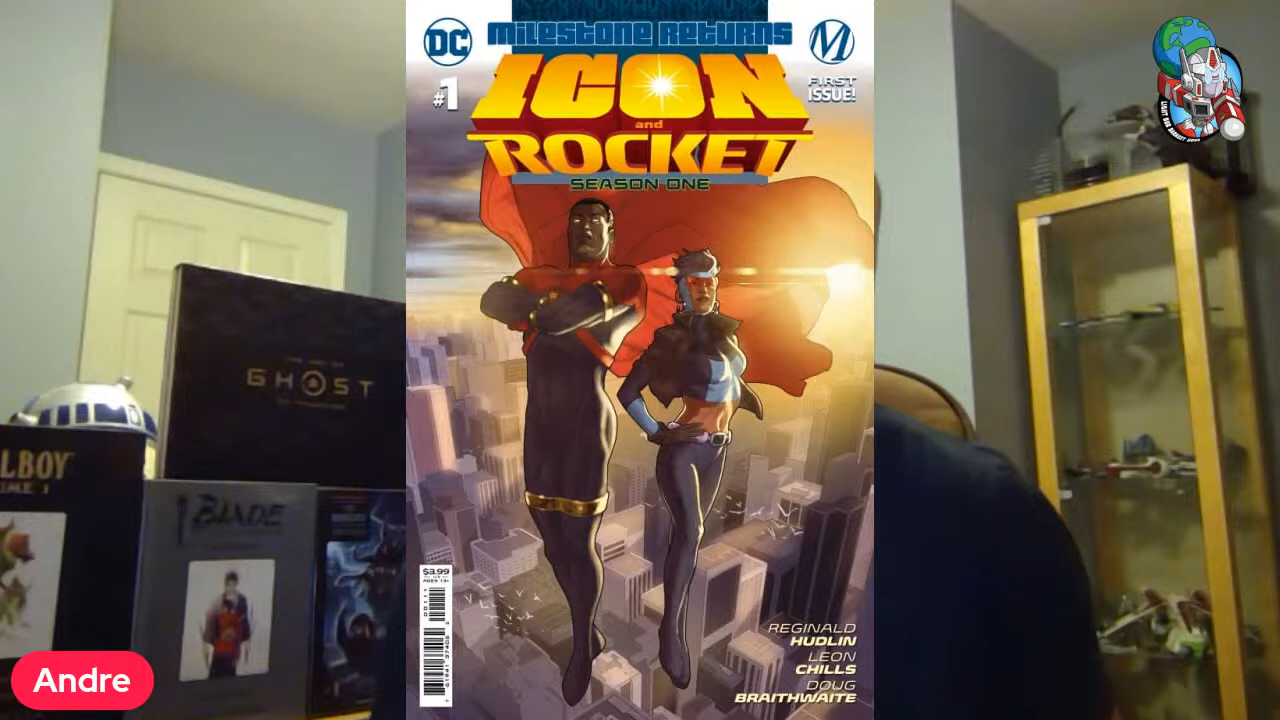 DC
Milestone Returns
M
ICON
#1
FIRST
ISSUE!
and
ROCKET
SEASON ONE
GHOST
LBOY
BLADE
$3.99
REGINALD
HUDLIN
LEON
CHILLS
DOUG
BRAITHWAITE
Andre